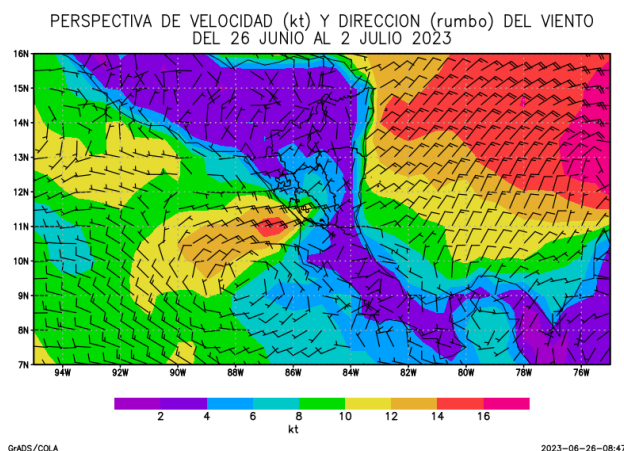 PERSPECTIVA DE VELOCIDAD (kt) Y DIRECCION (rumbo) DEL VIENTO
DEL 26 JUNIO AL 2 JULIO 2023
16N
15N
14N
13N
12N
11N
10N
9N
8N
7N
94W 92W 90W 88W 86W 84W 82W 80W 78W 76W
2 4 6 8 10 12 14 16
kt
GrADS/COLA 2023-06-26-08:47